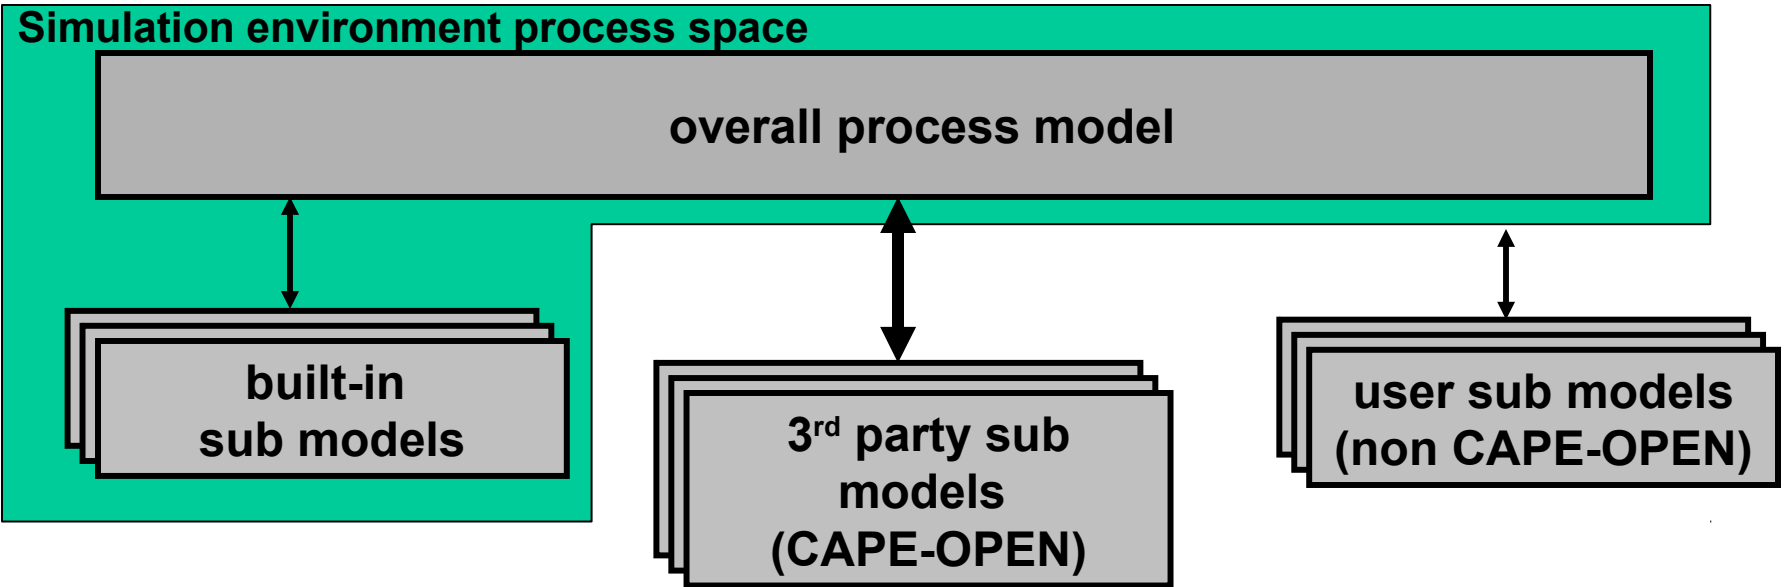 Simulation environment process space
overall process model
built-in
sub models
3rd party sub
models
(CAPE-OPEN)
user sub models
(non CAPE-OPEN)